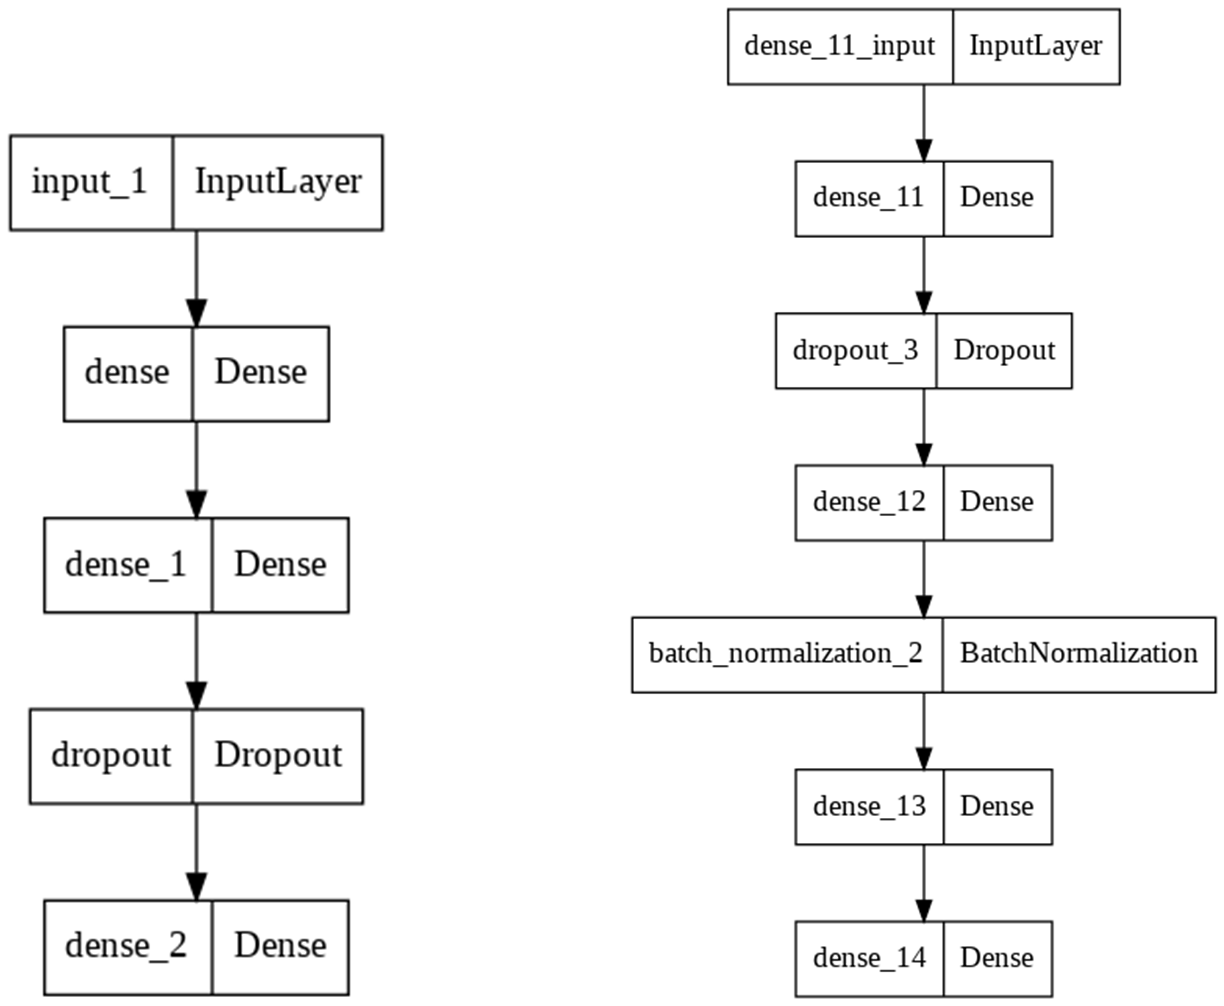 input_1 InputLayer
dense Dense
dense_1 Dense
dropout Dropout
dense_2 Dense
dense_11_input InputLayer
dense_11 Dense
dropout_3 Dropout
dense_12 Dense
batch_normalization_2 BatchNormalization
dense_13 Dense
dense_14 Dense